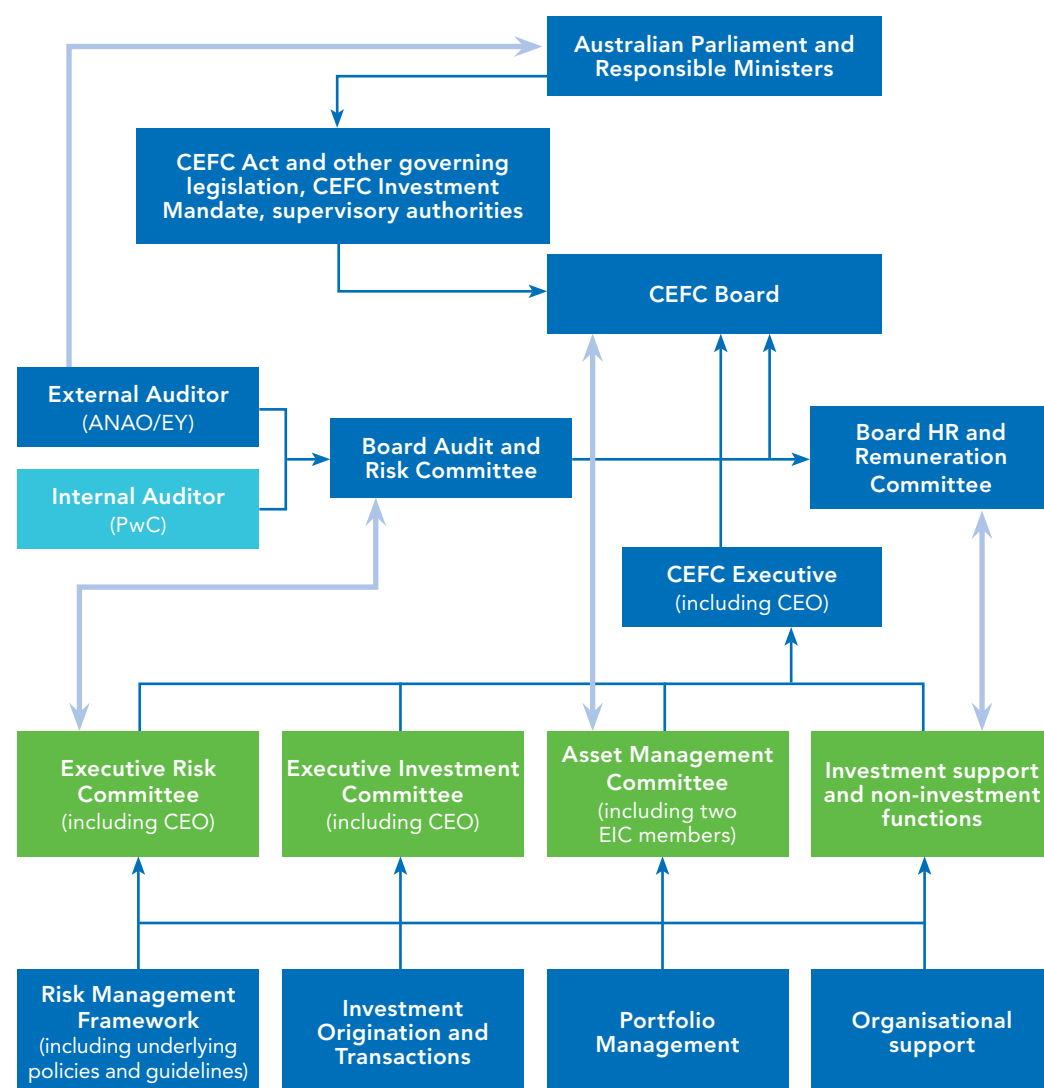 Australian Parliament and
Responsible Ministers
CEFC Act and other governing
legislation, CEFC Investment
Mandate, supervisory authorities
CEFC Board
External Auditor
(ANAO/EY)
Internal Auditor
(PwC)
Board Audit and
Risk Committee
Board HR and
Remuneration
Committee
CEFC Executive
(including CEO)
Executive Risk
Committee
(including CEO)
Executive Investment
Committee
(including CEO)
Asset Management
Committee
(including two
EIC members)
Investment support
and non-investment
functions
Risk Management
Framework
(including underlying
policies and guidelines)
Investment
Origination and
Transactions
Portfolio
Management
Organisational
support